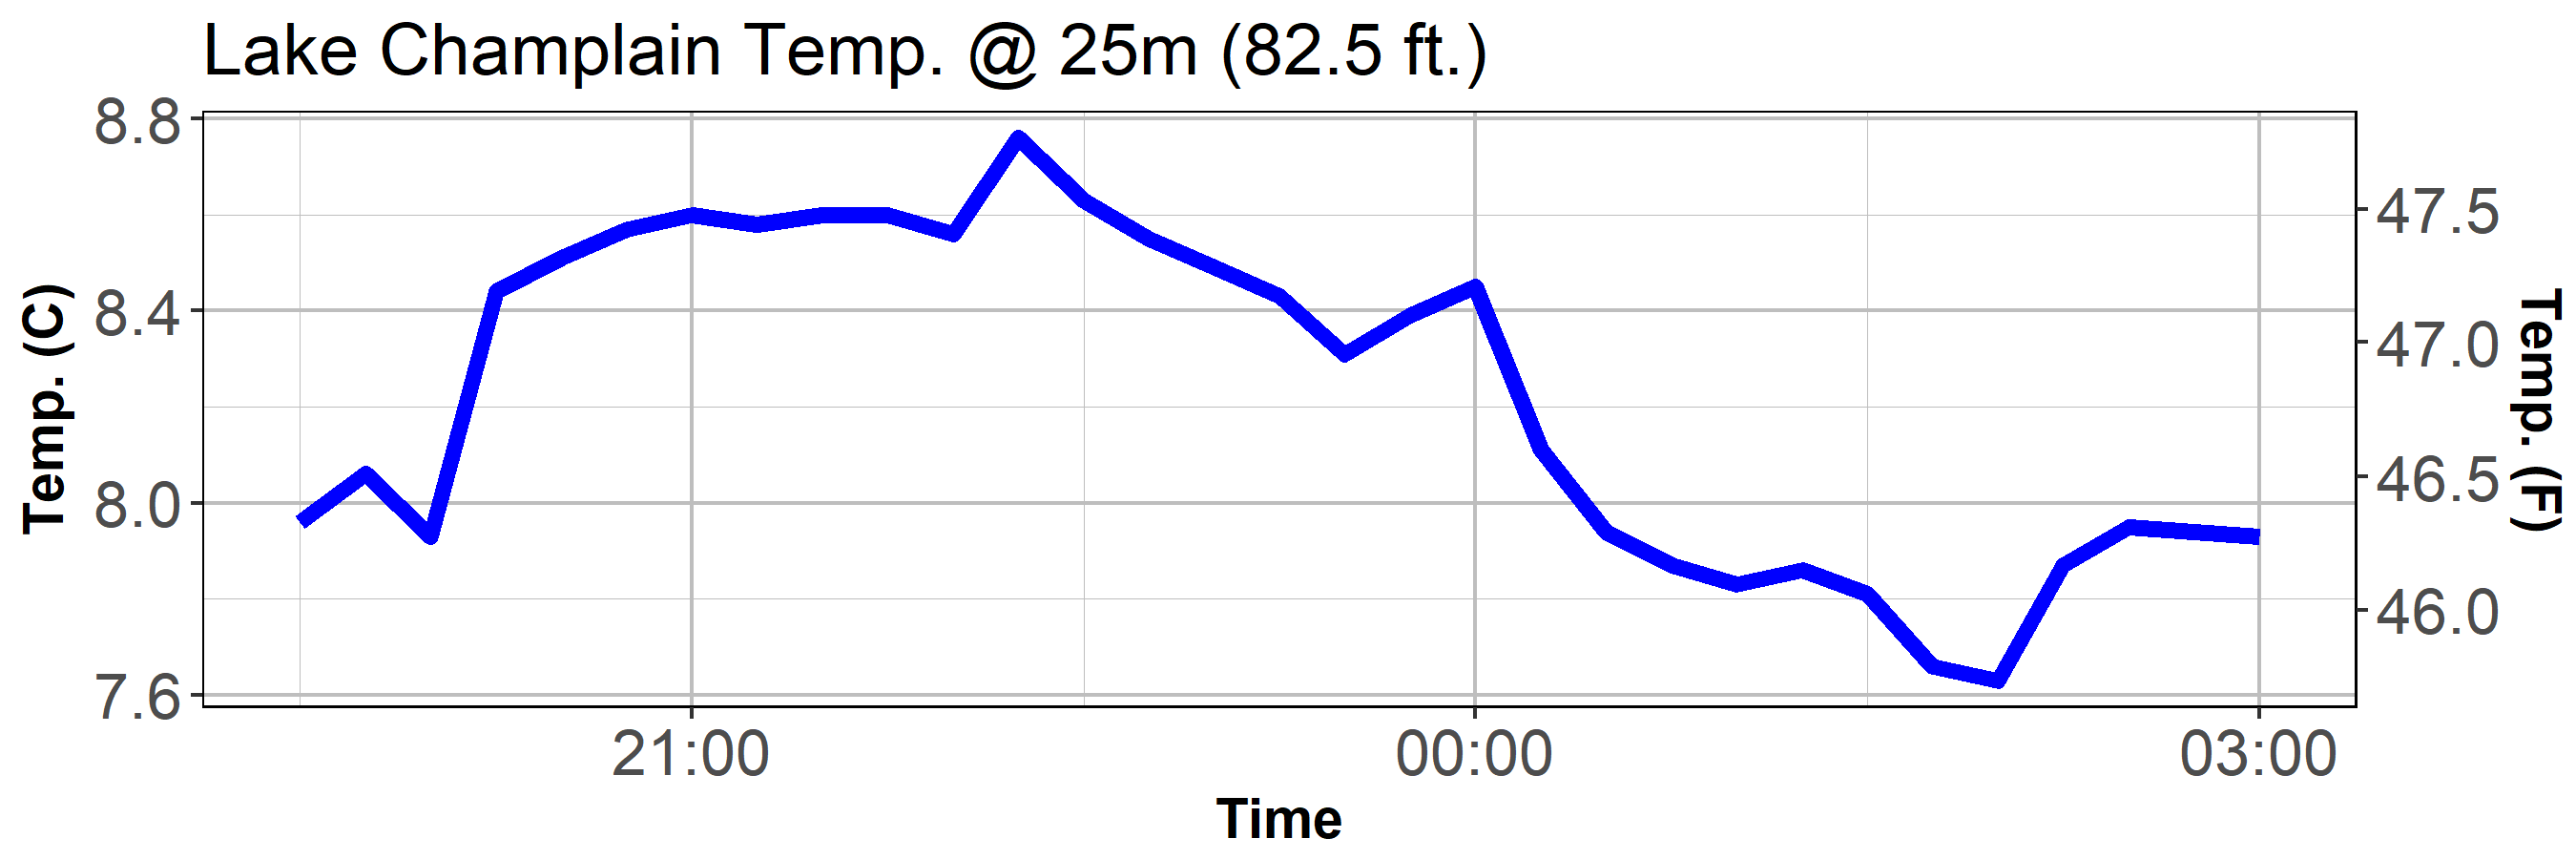 Lake Champlain Temp. @ 25m (82.5 ft.)
8.8
8.4
8.0
7.6
Temp. (C)
47.5
47.0
46.5
46.0
Temp. (F)
21:00
00:00
03:00
Time